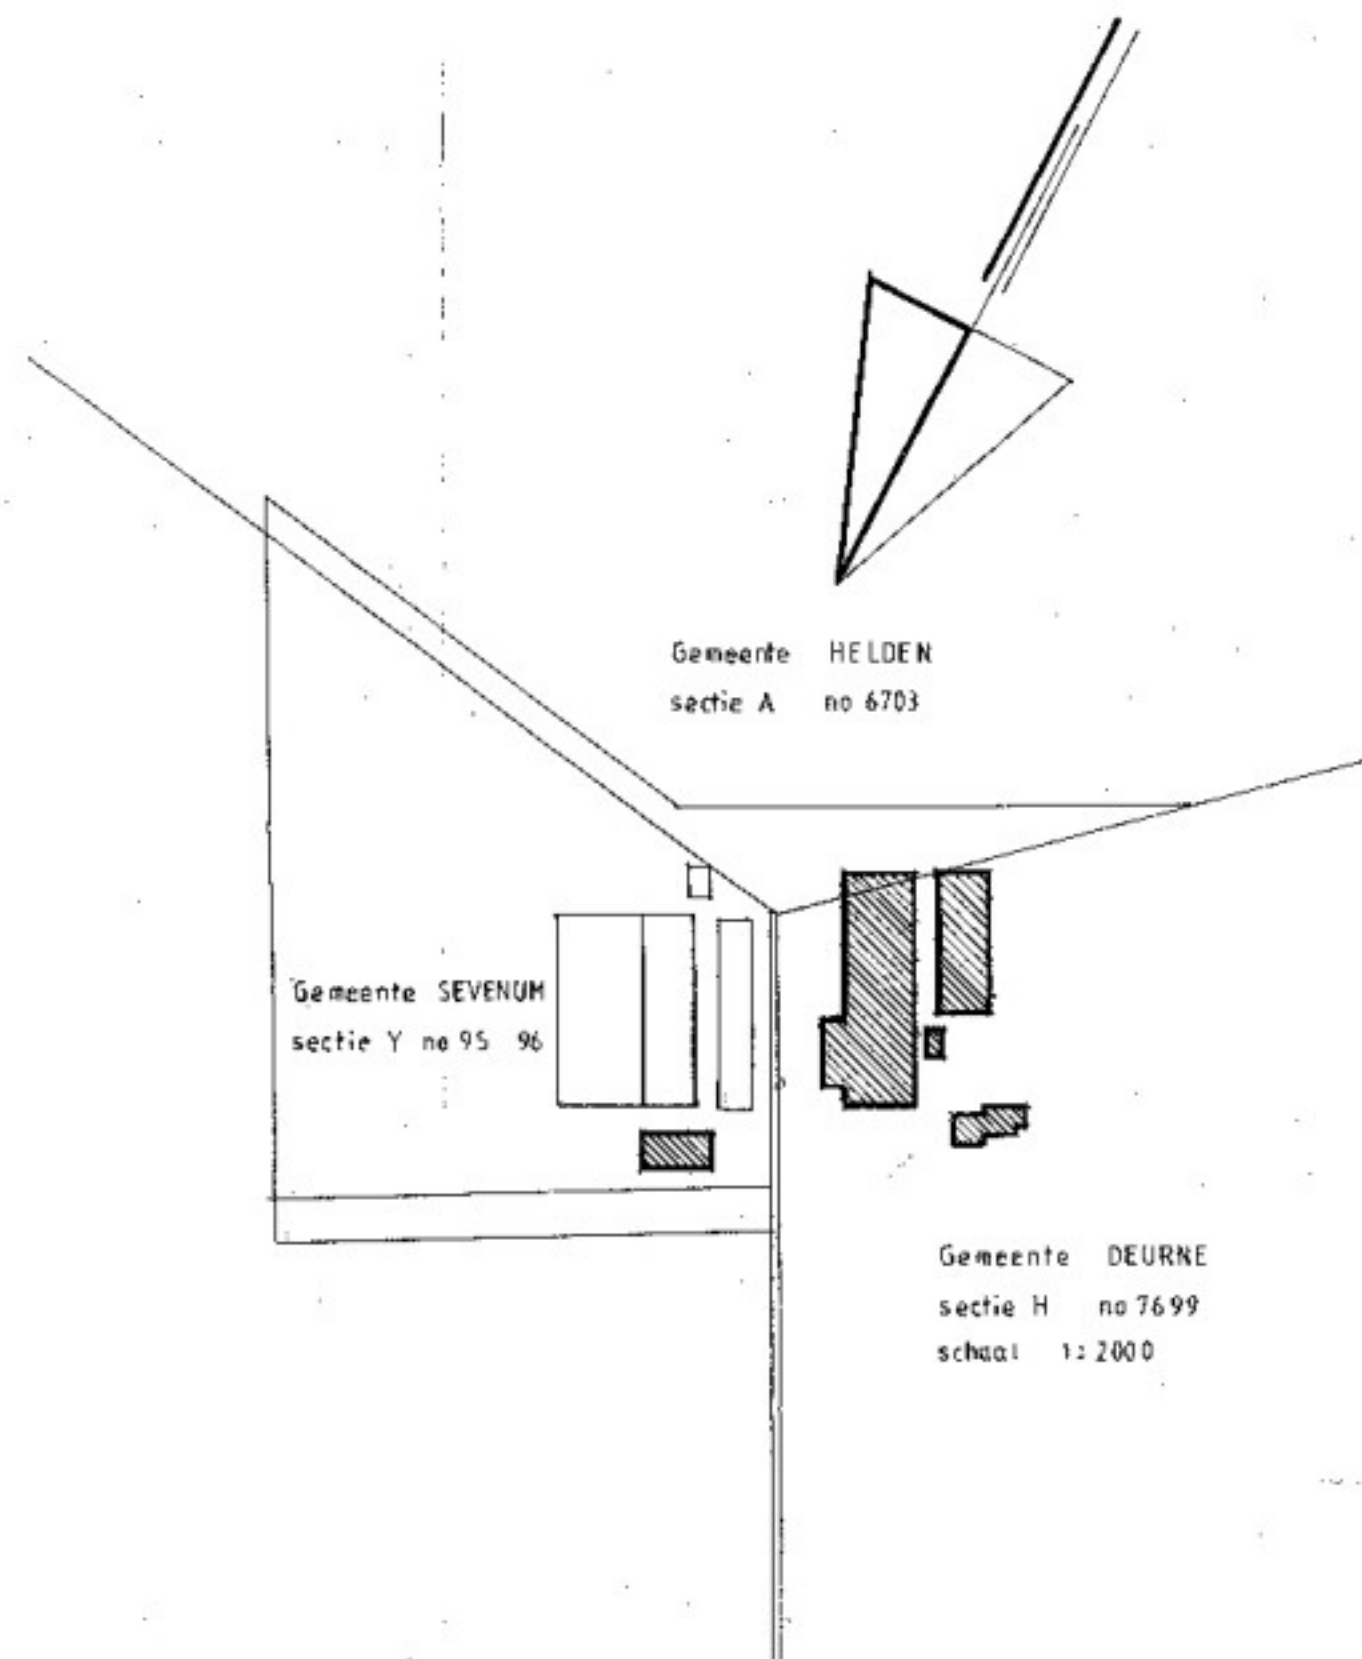 Gemeente HELDEN
sectie A no 6703
Gemeente SEVENUM
sectie Y no 95 96
Gemeente DEURNE
sectie H no 7699
schaal 1:2000